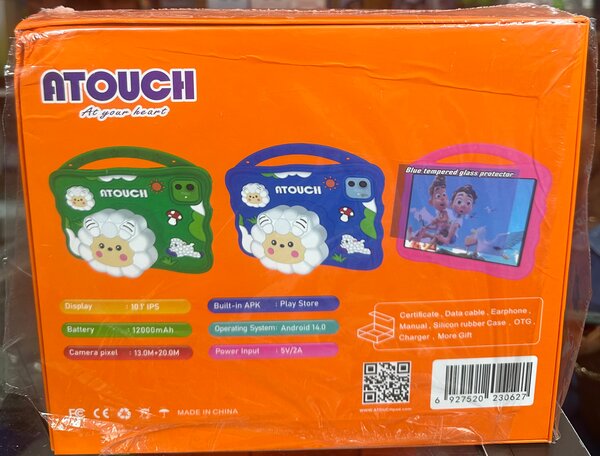 ATOUCH
At your heart
ATOUCH
ATOUCH
Blue tempered glass protector
Display : 10.1" IPS
Built-in APK : Play Store
Battery : 12000mAh
Operating System: Android 14.0
Camera pixel : 13.0M+20.0M
Power Input : 5V/2A
Certificate , Data cable , Earphone ,
Manual , Silicon rubber Case , OTG ,
Charger , More Gift
FC CE MADE IN CHINA
6 927520 230627